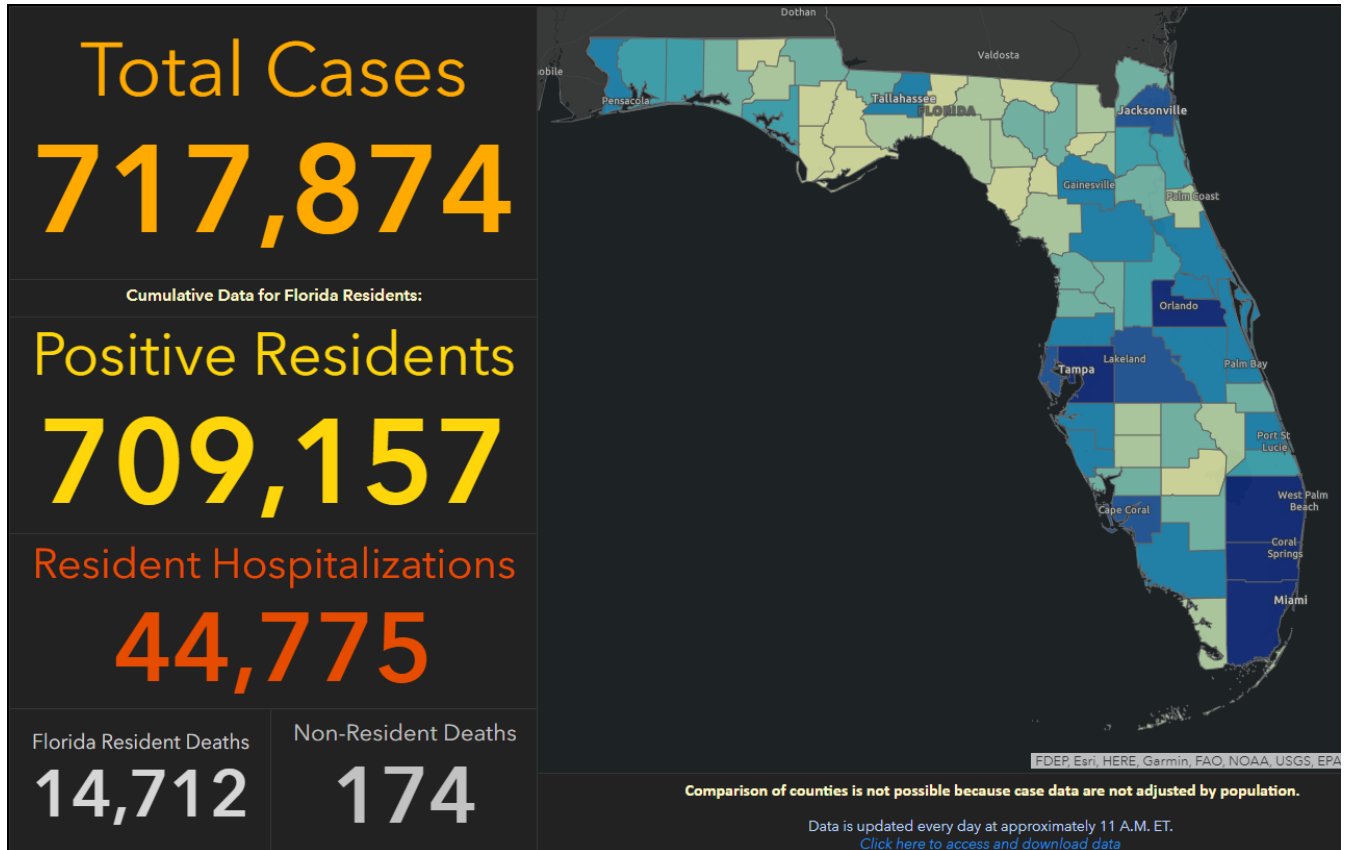 Total Cases
717,874
Cumulative Data for Florida Residents:
Positive Residents
709,157
Resident Hospitalizations
44,775
Florida Resident Deaths
14,712
Non-Resident Deaths
174
Dothan
Valdosta
obile
Pensacola
Tallahassee
FLORIDA
Jacksonville
Gainesville
Palm Coast
Orlando
Lakeland
Tampa
Palm Bay
Port St
Lucie
Cape Coral
West Palm
Beach
Coral
Springs
Miami
FDEP, Esri, HERE, Garmin, FAO, NOAA, USGS, EPA
Comparison of counties is not possible because case data are not adjusted by population.
Data is updated every day at approximately 11 A.M. ET.
Click here to access and download data